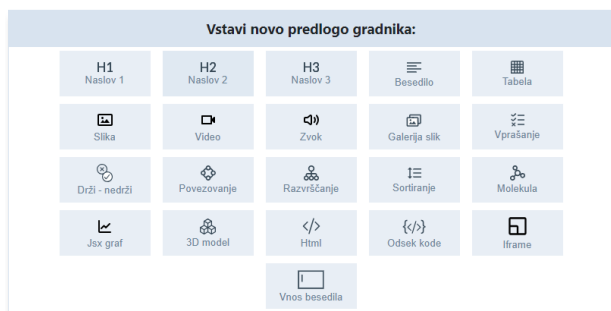 Vstavi novo predlogo gradnika:
H1 H2 H3
Naslov 1 Naslov 2 Naslov 3 Besedilo Tabela
Slika Video Zvok Galerija slik Vprašanje
Drži - nedrži Povezovanje Razvrščanje Sortiranje Molekula
Jsx graf 3D model Html Odsek kode Iframe
Vnos besedila